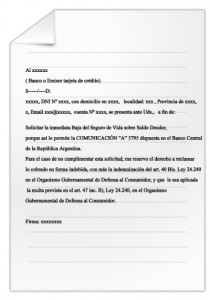 Al xxxxxx
( Banco o Emisor tarjeta de crédito)
S-----/----D:
xxxxx, DNI Nº xxxx, con domicilio en xxxx, localidad: xxx , Provincia de xxxx,
x, Email xxx@xxxxx, cuenta Nº xxxx, se presenta ante Uds., a fin de:
Solicitar la inmediata Baja del Seguro de Vida sobre Saldo Deudor,
porque así lo permite la COMUNICACIÓN "A" 5795 dispuesta en el Banco Central
de la República Argentina.
Para el caso de no cumplimentar esta solicitud, me reservo el derecho a reclamar
lo cobrado en forma indebida, con más la indemnización del art. 40 Bis. Ley 24.240
en el Organismo Gubernamental de Defensa al Consumidor, y que le sea aplicada
la multa prevista en el art. 47 inc. B), Ley 24.240, en el Organismo
Gubernamental de Defensa al Consumidor.
Firma: xxxxxxxx